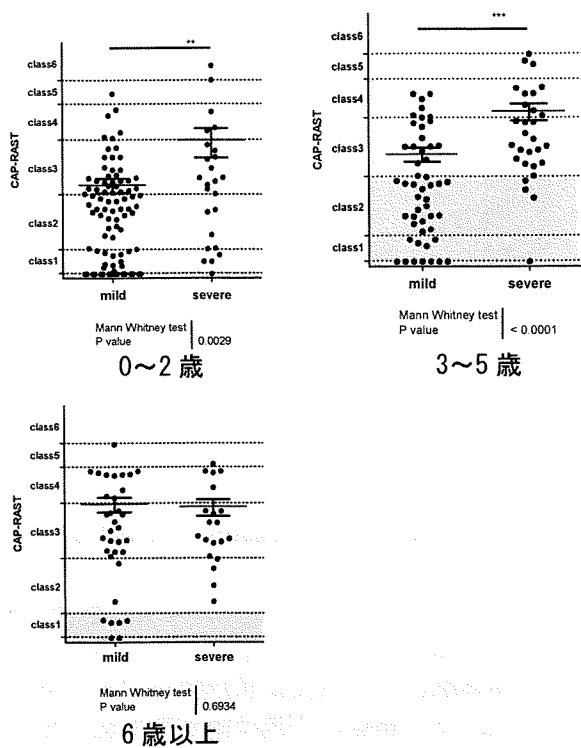 **
class6
class5
class4
class3
class2
class1
CAP-RAST
mild severe
Mann Whitney test
P value 0.0029
0〜2 歳
***
class6
class5
class4
class3
class2
class1
CAP-RAST
mild severe
Mann Whitney test
P value < 0.0001
3〜5 歳
class6
class5
class4
class3
class2
class1
CAP-RAST
mild severe
Mann Whitney test
P value 0.6934
6 歳以上